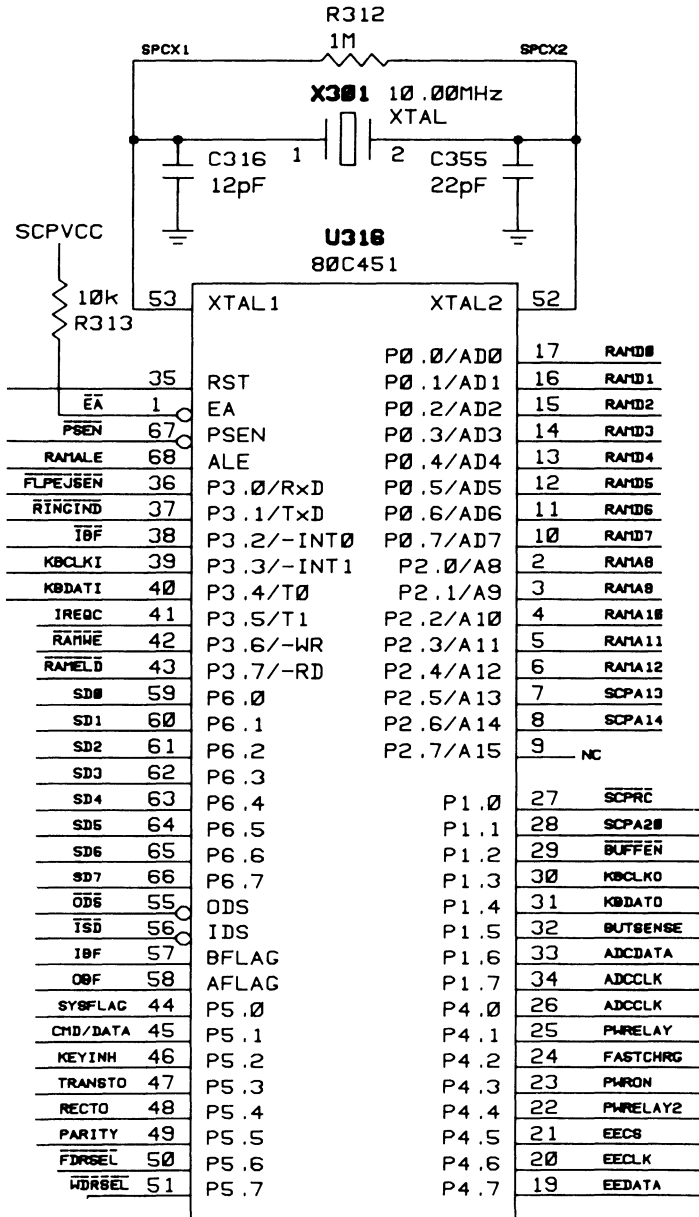 R312
1M
SPCX1
SPCX2
X301 10.00MHz
XTAL
1
2
C316
12pF
C355
22pF
SCPVCC
10k
R313
U316
80C451
53 XTAL1
XTAL2 52
P0.0/AD0 17 RAMD0
35 RST
P0.1/AD1 16 RAMD1
EA 1 EA
P0.2/AD2 15 RAMD2
PSEN 67 PSEN
P0.3/AD3 14 RAMD3
RAMALE 68 ALE
P0.4/AD4 13 RAMD4
FLPEJSEN 36 P3.0/RxD
P0.5/AD5 12 RAMD5
RINGIND 37 P3.1/TxD
P0.6/AD6 11 RAMD6
IBF 38 P3.2/-INT0
P0.7/AD7 10 RAMD7
KBCLKI 39 P3.3/-INT1
P2.0/A8 2 RAMA8
KBDATI 40 P3.4/T0
P2.1/A9 3 RAMA9
IREQC 41 P3.5/T1
P2.2/A10 4 RAMA10
RAMWE 42 P3.6/-WR
P2.3/A11 5 RAMA11
RAMELD 43 P3.7/-RD
P2.4/A12 6 RAMA12
SD0 59 P6.0
P2.5/A13 7 SCPA13
SD1 60 P6.1
P2.6/A14 8 SCPA14
SD2 61 P6.2
P2.7/A15 9 NC
SD3 62 P6.3
SD4 63 P6.4
P1.0 27 SCPRC
SD5 64 P6.5
P1.1 28 SCPA20
SD6 65 P6.6
P1.2 29 BUFFEN
SD7 66 P6.7
P1.3 30 KBCLKO
ODS 55 ODS
P1.4 31 KBDATO
ISD 56 IDS
P1.5 32 BUTSENSE
IBF 57 BFLAG
P1.6 33 ADCDATA
OBF 58 AFLAG
P1.7 34 ADCCLK
SYSFLAG 44 P5.0
P4.0 26 ADCCLK
CMD/DATA 45 P5.1
P4.1 25 PWRELAY
KEYINH 46 P5.2
P4.2 24 FASTCHRG
TRANSTO 47 P5.3
P4.3 23 PWRON
RECTO 48 P5.4
P4.4 22 PWRELAY2
PARITY 49 P5.5
P4.5 21 EECS
FDRSEL 50 P5.6
P4.6 20 EECLK
WDRSEL 51 P5.7
P4.7 19 EEDATA